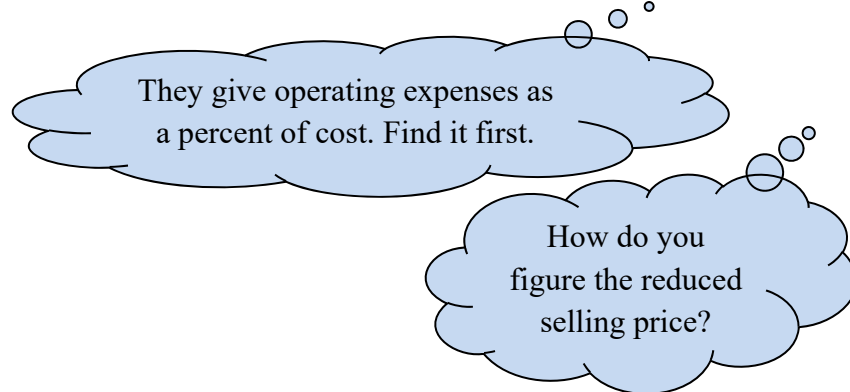 They give operating expenses as
a percent of cost. Find it first.
How do you
figure the reduced
selling price?